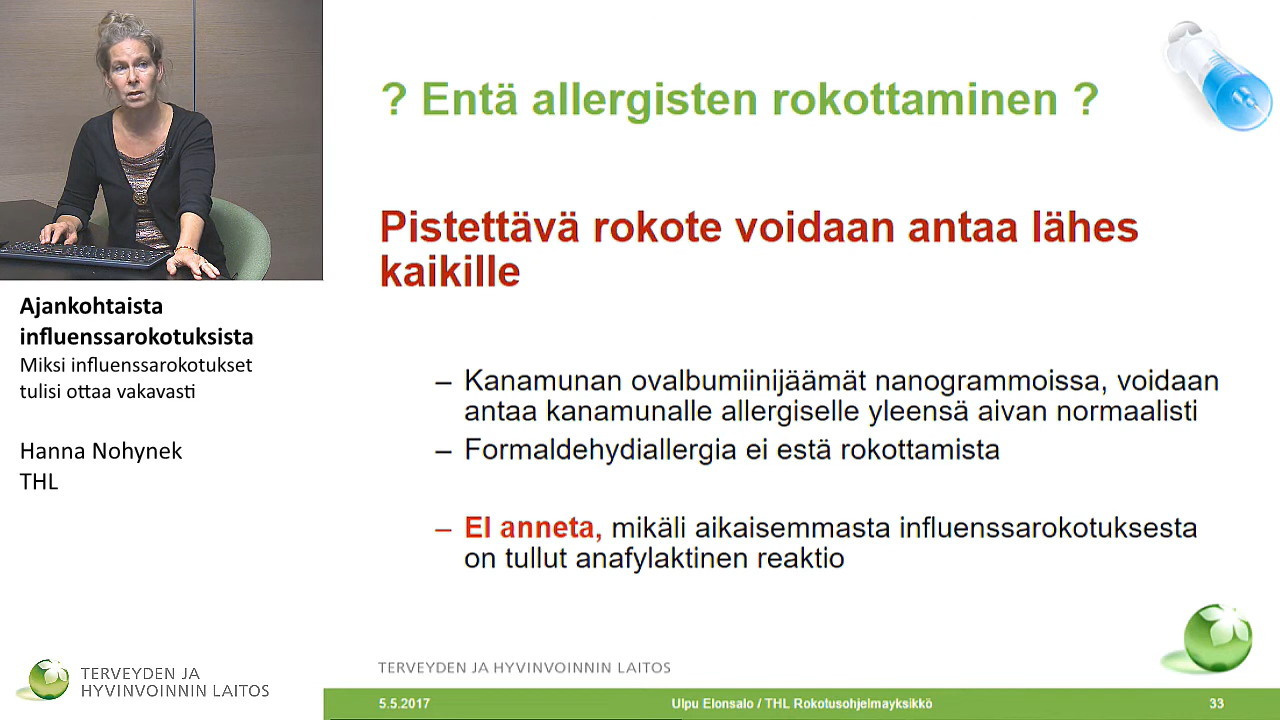 ? Entä allergisten rokottaminen ?
Pistettävä rokote voidaan antaa lähes
kaikille
– Kanamunan ovalbumiinijäämät nanogrammoissa, voidaan
antaa kanamunalle allergiselle yleensä aivan normaalisti
– Formaldehydiallergia ei estä rokottamista
– EI anneta, mikäli aikaisemmasta influenssarokotuksesta
on tullut anafylaktinen reaktio
TERVEYDEN JA HYVINVOINNIN LAITOS
5.5.2017 Ulpu Elonsalo / THL Rokotusohjelmayksikkö 33
Ajankohtaista
influenssarokotuksista
Miksi influenssarokotukset
tulisi ottaa vakavasti
Hanna Nohynek
THL
TERVEYDEN JA
HYVINVOINNIN LAITOS